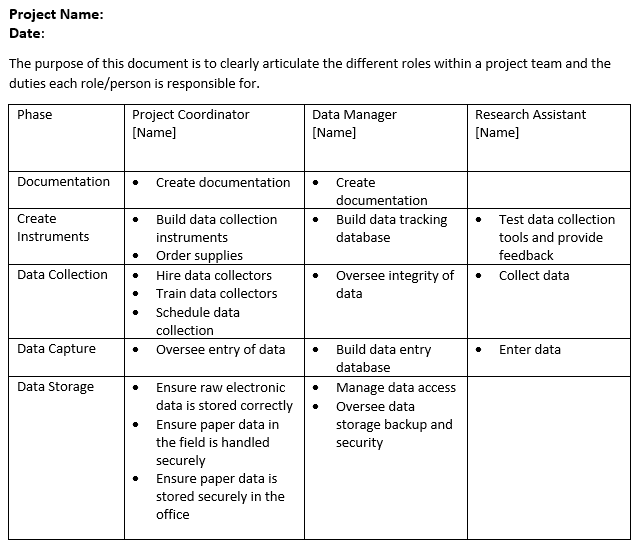 Project Name:
Date:
The purpose of this document is to clearly articulate the different roles within a project team and the
duties each role/person is responsible for.
Phase
Project Coordinator
[Name]
Data Manager
[Name]
Research Assistant
[Name]
Documentation
• Create documentation
• Create
documentation
Create
Instruments
• Build data collection
instruments
• Order supplies
• Build data tracking
database
• Test data collection
tools and provide
feedback
Data Collection
• Hire data collectors
• Train data collectors
• Schedule data
collection
• Oversee integrity of
data
• Collect data
Data Capture
• Oversee entry of data
• Build data entry
database
• Enter data
Data Storage
• Ensure raw electronic
data is stored correctly
• Ensure paper data in
the field is handled
securely
• Ensure paper data is
stored securely in the
office
• Manage data access
• Oversee data
storage backup and
security